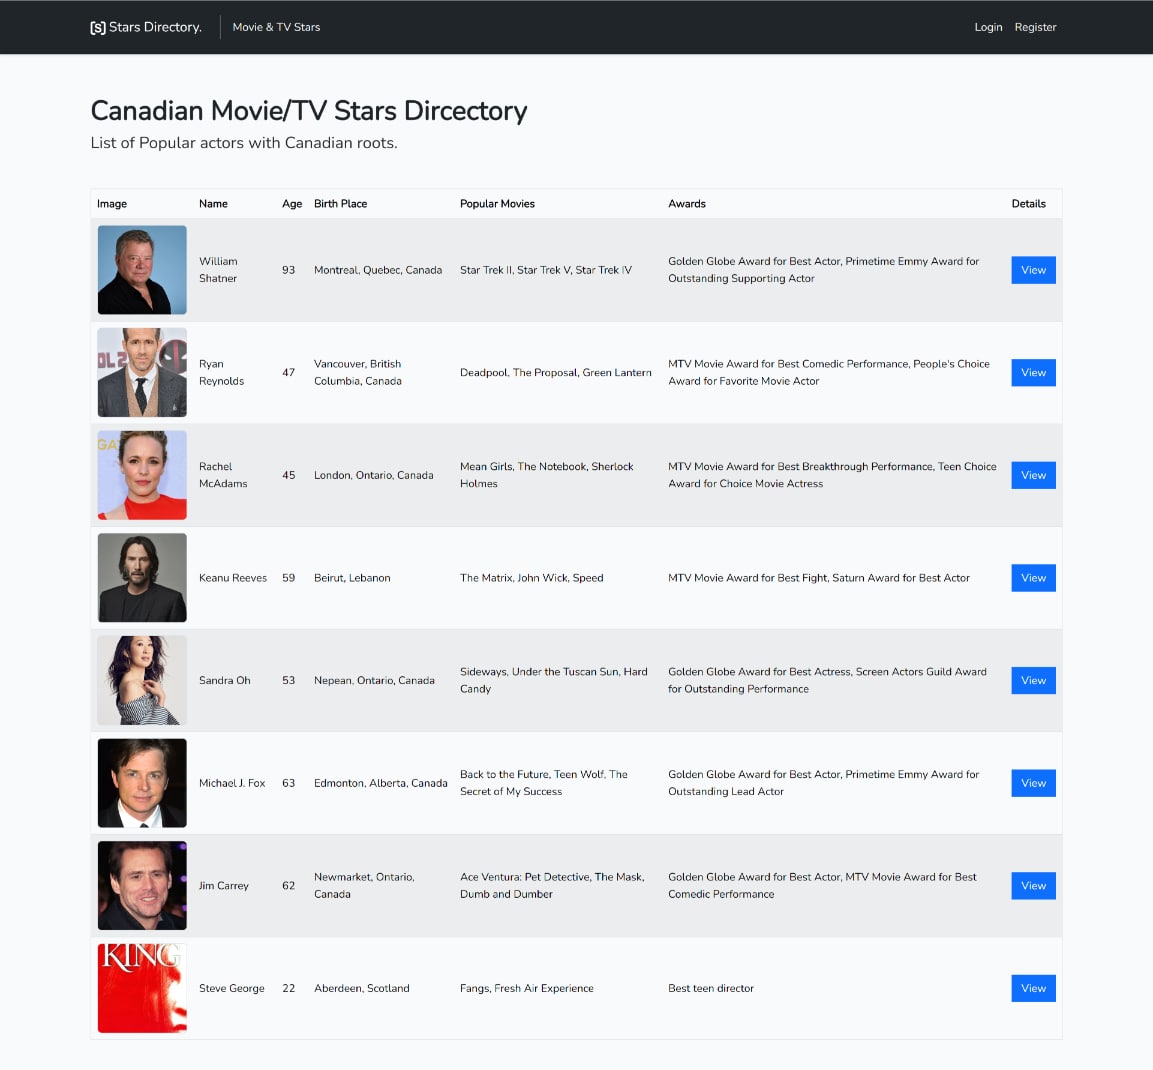 [s] Stars Directory. Movie & TV Stars Login Register
Canadian Movie/TV Stars Dircectory
List of Popular actors with Canadian roots.
Image Name Age Birth Place Popular Movies Awards Details
William
Shatner
93
Montreal, Quebec, Canada
Star Trek II, Star Trek V, Star Trek IV
Golden Globe Award for Best Actor, Primetime Emmy Award for
Outstanding Supporting Actor
View
OL 2
Ryan
Reynolds
47
Vancouver, British
Columbia, Canada
Deadpool, The Proposal, Green Lantern
MTV Movie Award for Best Comedic Performance, People's Choice
Award for Favorite Movie Actor
View
GA
Rachel
McAdams
45
London, Ontario, Canada
Mean Girls, The Notebook, Sherlock
Holmes
MTV Movie Award for Best Breakthrough Performance, Teen Choice
Award for Choice Movie Actress
View
Keanu Reeves
59
Beirut, Lebanon
The Matrix, John Wick, Speed
MTV Movie Award for Best Fight, Saturn Award for Best Actor
View
Sandra Oh
53
Nepean, Ontario, Canada
Sideways, Under the Tuscan Sun, Hard
Candy
Golden Globe Award for Best Actress, Screen Actors Guild Award
for Outstanding Performance
View
Michael J. Fox
63
Edmonton, Alberta, Canada
Back to the Future, Teen Wolf, The
Secret of My Success
Golden Globe Award for Best Actor, Primetime Emmy Award for
Outstanding Lead Actor
View
Jim Carrey
62
Newmarket, Ontario,
Canada
Ace Ventura: Pet Detective, The Mask,
Dumb and Dumber
Golden Globe Award for Best Actor, MTV Movie Award for Best
Comedic Performance
View
KING
Steve George
22
Aberdeen, Scotland
Fangs, Fresh Air Experience
Best teen director
View